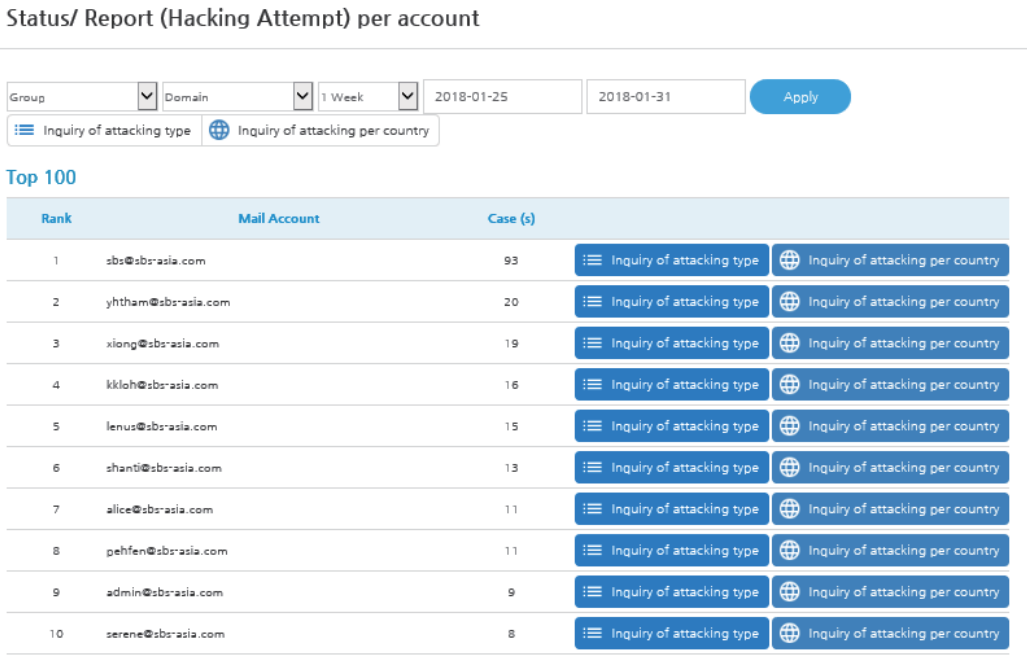 Status/ Report (Hacking Attempt) per account
Group Domain 1 Week 2018-01-25 2018-01-31 Apply
Inquiry of attacking type Inquiry of attacking per country
Top 100
Rank Mail Account Case (s)
1 sbs@sbs-asia.com 93 Inquiry of attacking type Inquiry of attacking per country
2 yhtham@sbs-asia.com 20 Inquiry of attacking type Inquiry of attacking per country
3 xiong@sbs-asia.com 19 Inquiry of attacking type Inquiry of attacking per country
4 kkloh@sbs-asia.com 16 Inquiry of attacking type Inquiry of attacking per country
5 lenus@sbs-asia.com 15 Inquiry of attacking type Inquiry of attacking per country
6 shanti@sbs-asia.com 13 Inquiry of attacking type Inquiry of attacking per country
7 alice@sbs-asia.com 11 Inquiry of attacking type Inquiry of attacking per country
8 pehfen@sbs-asia.com 11 Inquiry of attacking type Inquiry of attacking per country
9 admin@sbs-asia.com 9 Inquiry of attacking type Inquiry of attacking per country
10 serene@sbs-asia.com 8 Inquiry of attacking type Inquiry of attacking per country